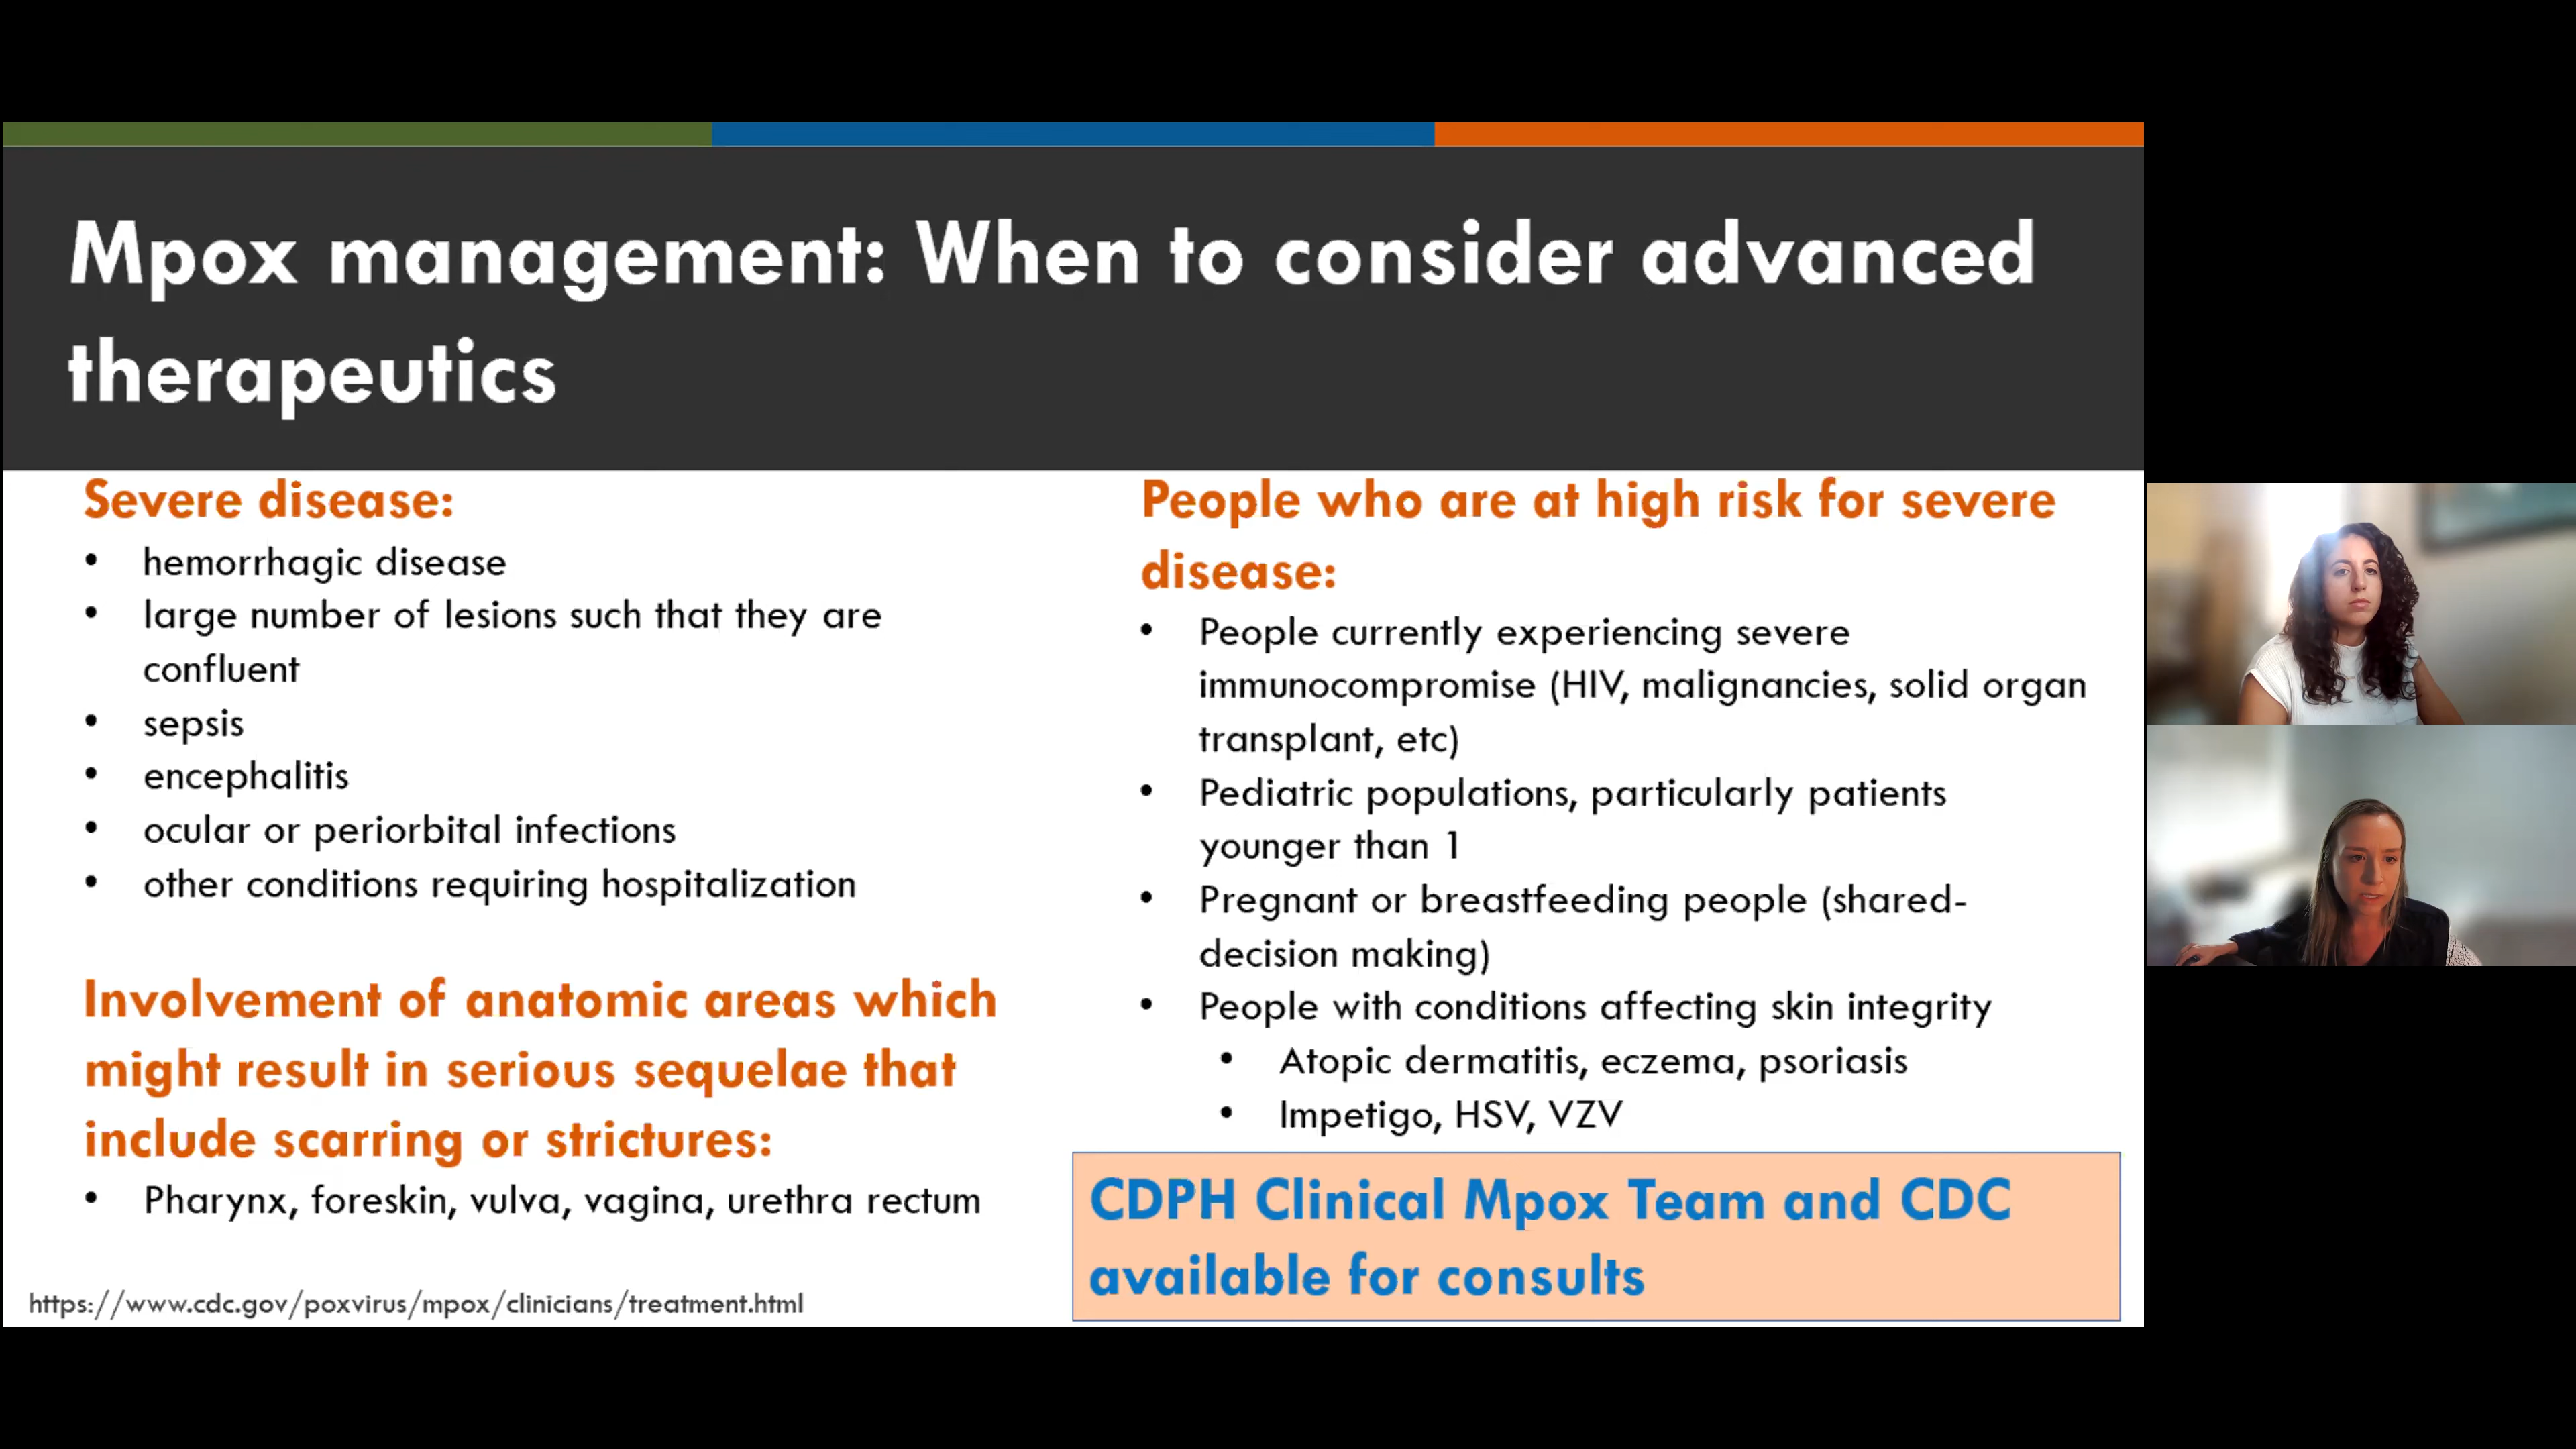 Mpox management: When to consider advanced
therapeutics
Severe disease:
• hemorrhagic disease
• large number of lesions such that they are
confluent
• sepsis
• encephalitis
• ocular or periorbital infections
• other conditions requiring hospitalization
Involvement of anatomic areas which
might result in serious sequelae that
include scarring or strictures:
• Pharynx, foreskin, vulva, vagina, urethra rectum
https://www.cdc.gov/poxvirus/mpox/clinicians/treatment.html
People who are at high risk for severe
disease:
• People currently experiencing severe
immunocompromise (HIV, malignancies, solid organ
transplant, etc)
• Pediatric populations, particularly patients
younger than 1
• Pregnant or breastfeeding people (shared-
decision making)
• People with conditions affecting skin integrity
• Atopic dermatitis, eczema, psoriasis
• Impetigo, HSV, VZV
CDPH Clinical Mpox Team and CDC
available for consults